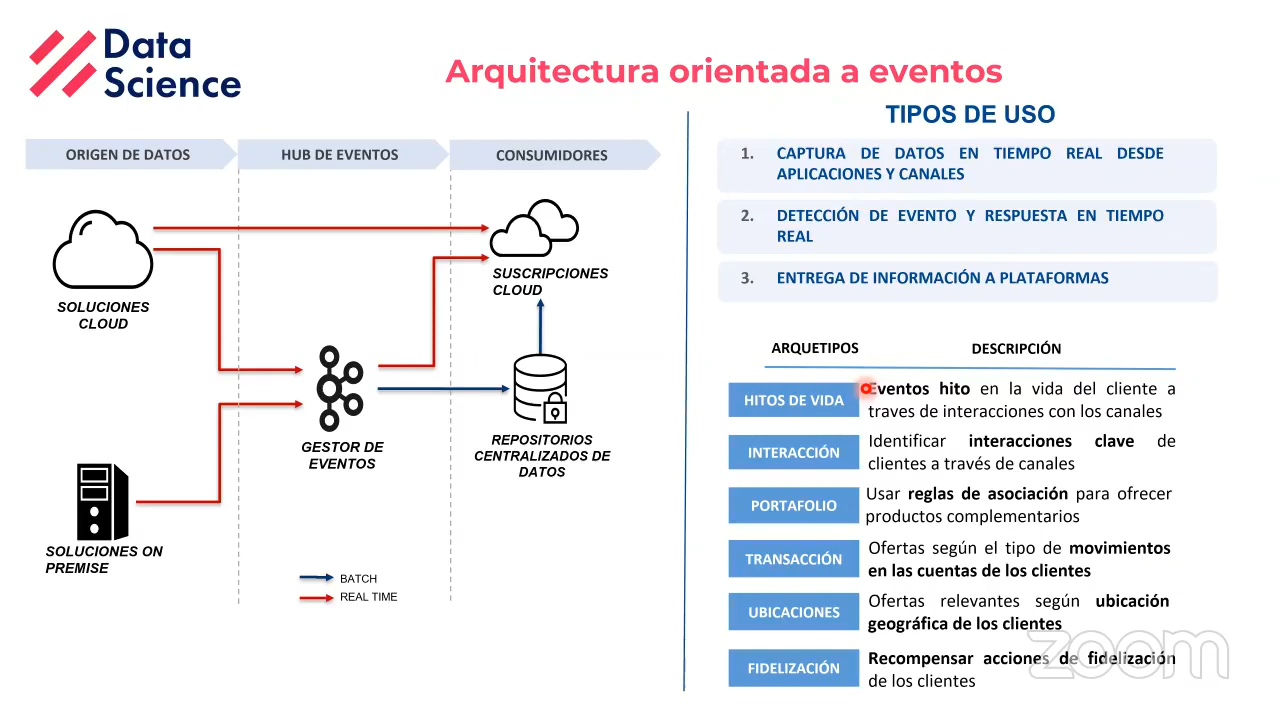 Data
Science
Arquitectura orientada a eventos
ORIGEN DE DATOS
HUB DE EVENTOS
CONSUMIDORES
SOLUCIONES
CLOUD
SUSCRIPCIONES
CLOUD
GESTOR DE
EVENTOS
REPOSITORIOS
CENTRALIZADOS DE
DATOS
SOLUCIONES ON
PREMISE
BATCH
REAL TIME
TIPOS DE USO
1. CAPTURA DE DATOS EN TIEMPO REAL DESDE
APLICACIONES Y CANALES
2. DETECCIÓN DE EVENTO Y RESPUESTA EN TIEMPO
REAL
3. ENTREGA DE INFORMACIÓN A PLATAFORMAS
ARQUETIPOS
DESCRIPCIÓN
HITOS DE VIDA
Eventos hito en la vida del cliente a
traves de interacciones con los canales
INTERACCIÓN
Identificar interacciones clave de
clientes a través de canales
PORTAFOLIO
Usar reglas de asociación para ofrecer
productos complementarios
TRANSACCIÓN
Ofertas según el tipo de movimientos
en las cuentas de los clientes
UBICACIONES
Ofertas relevantes según ubicación
geográfica de los clientes
FIDELIZACIÓN
Recompensar acciones de fidelización
de los clientes
zoom